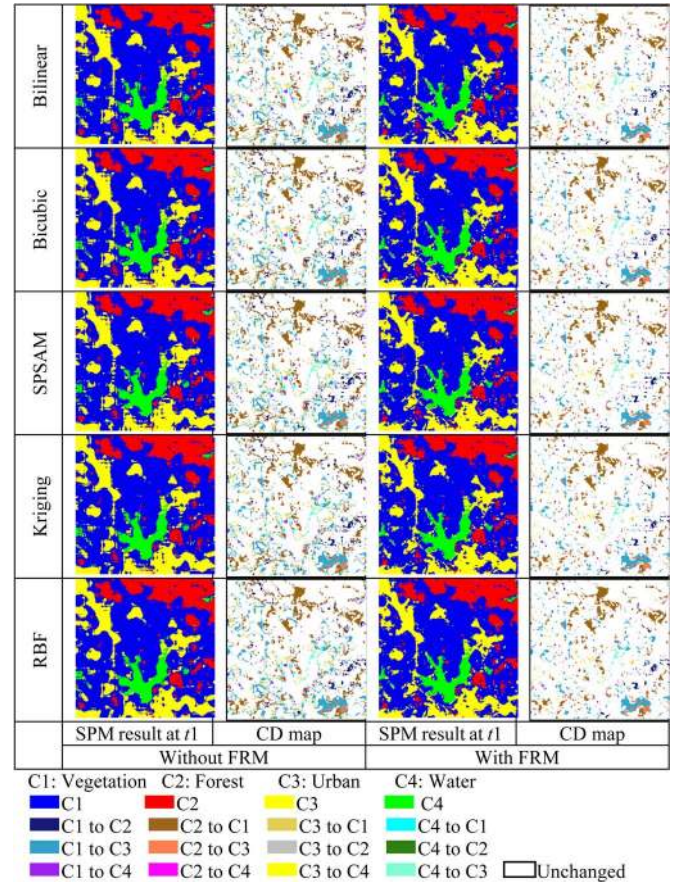 Bilinear
Bicubic
SPSAM
Kriging
RBF
SPM result at t1 CD map SPM result at t1 CD map
Without FRM With FRM
C1: Vegetation C2: Forest C3: Urban C4: Water
C1 C2 C3 C4
C1 to C2 C2 to C1 C3 to C1 C4 to C1
C1 to C3 C2 to C3 C3 to C2 C4 to C2
C1 to C4 C2 to C4 C3 to C4 C4 to C3 Unchanged